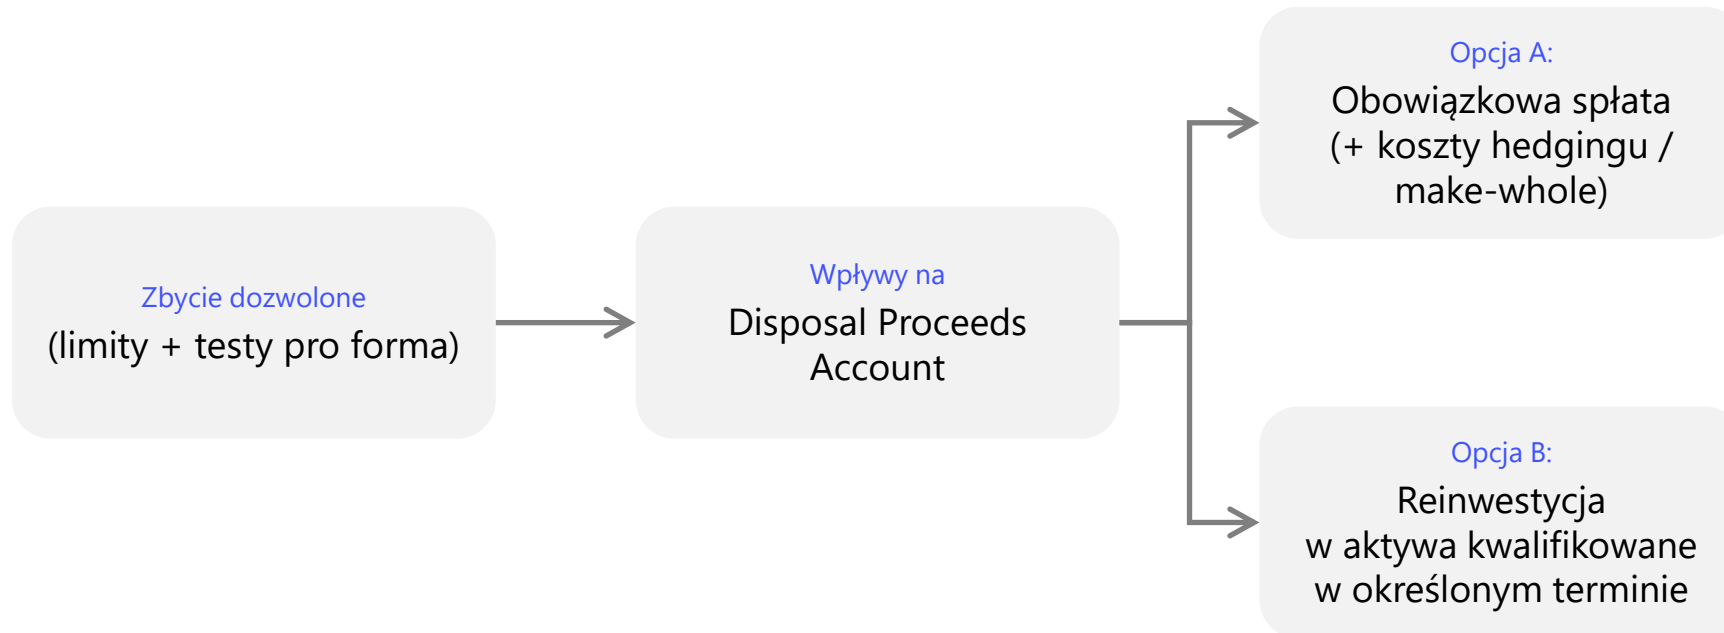 Zbycie dozwolone
(limity + testy pro forma)
Wpływy na
Disposal Proceeds
Account
Opcja A:
Obowiązkowa spłata
(+ koszty hedgingu /
make-whole)
Opcja B:
Reinwestycja
w aktywa kwalifikowane
w określonym terminie